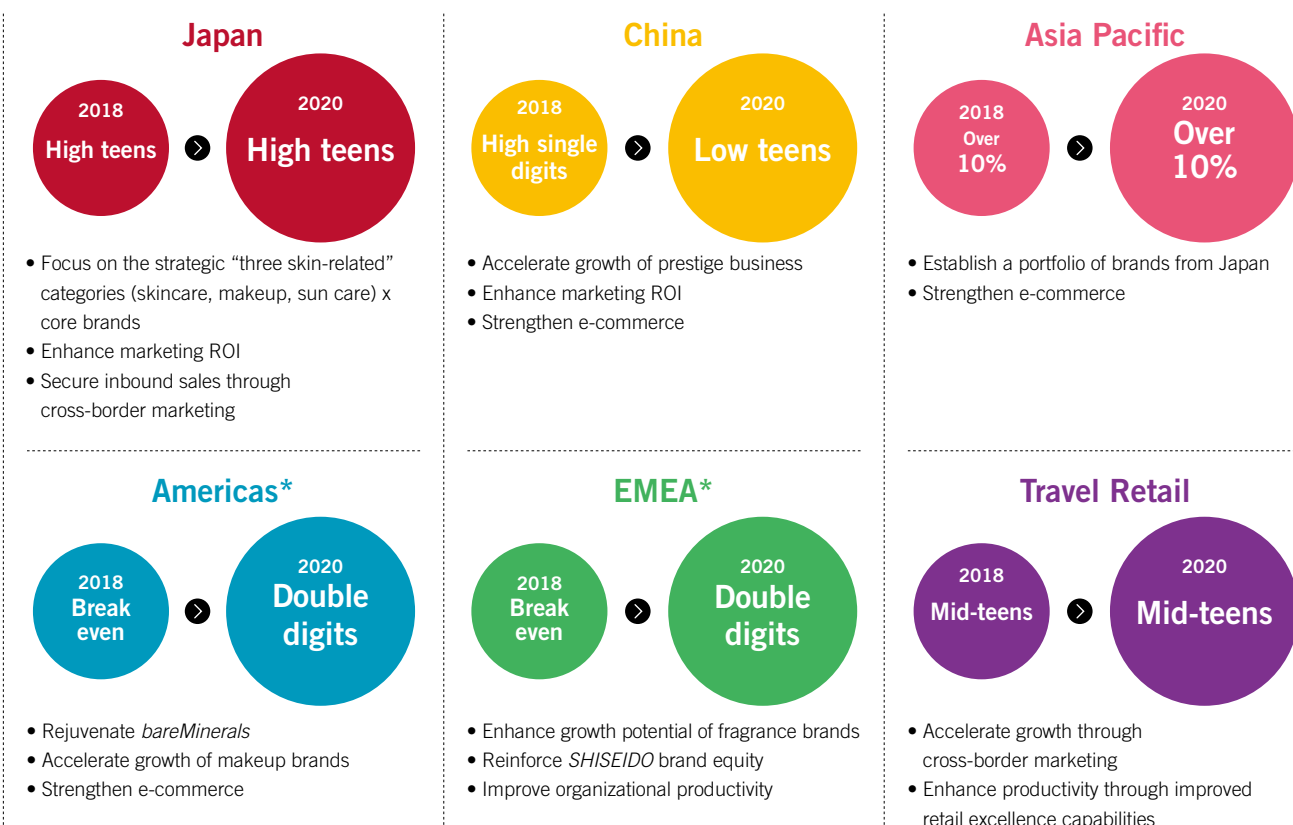 Japan
2018
High teens
2020
High teens
• Focus on the strategic “three skin-related”
categories (skincare, makeup, sun care) x
core brands
• Enhance marketing ROI
• Secure inbound sales through
cross-border marketing
China
2018
High single
digits
2020
Low teens
• Accelerate growth of prestige business
• Enhance marketing ROI
• Strengthen e-commerce
Asia Pacific
2018
Over
10%
2020
Over
10%
• Establish a portfolio of brands from Japan
• Strengthen e-commerce
Americas*
2018
Break
even
2020
Double
digits
• Rejuvenate bareMinerals
• Accelerate growth of makeup brands
• Strengthen e-commerce
EMEA*
2018
Break
even
2020
Double
digits
• Enhance growth potential of fragrance brands
• Reinforce SHISEIDO brand equity
• Improve organizational productivity
Travel Retail
2018
Mid-teens
2020
Mid-teens
• Accelerate growth through
cross-border marketing
• Enhance productivity through improved
retail excellence capabilities